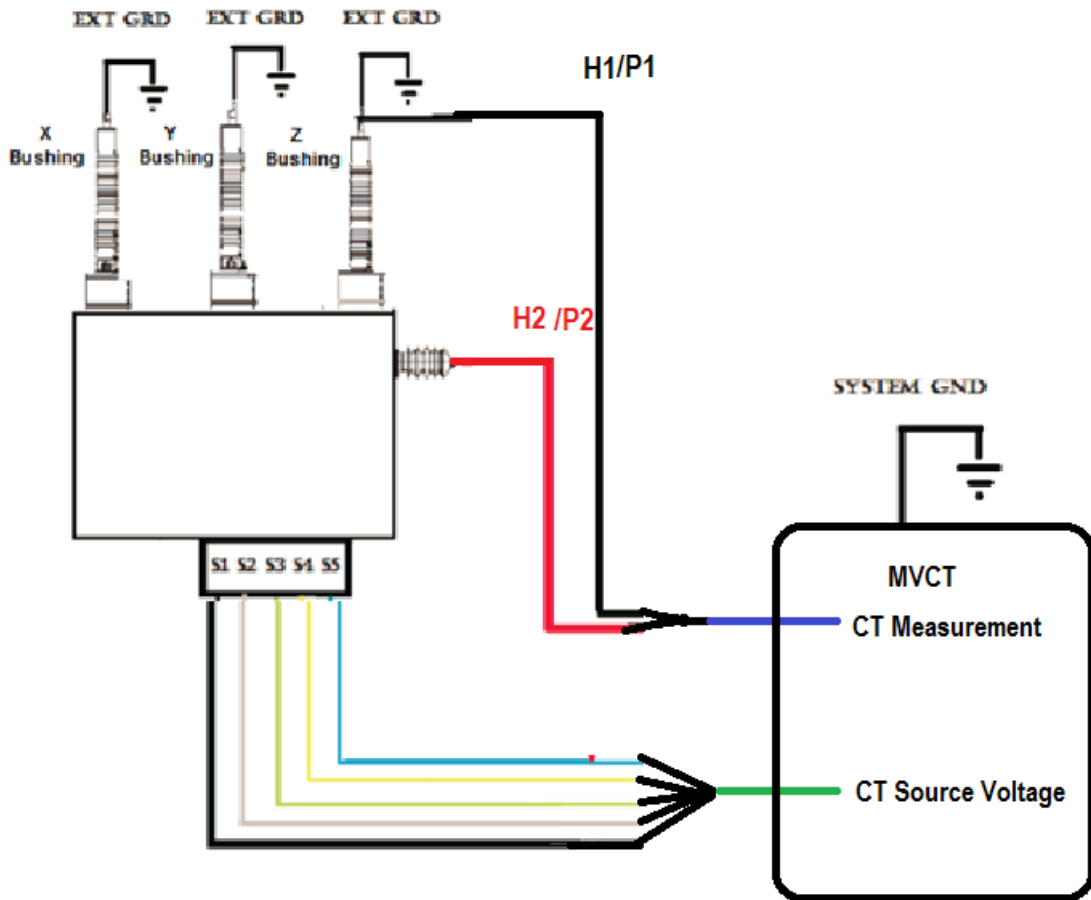 EXT GRD EXT GRD EXT GRD
H1/P1
X Bushing
Y Bushing
Z Bushing
H2 /P2
SYSTEM GND
S1 S2 S3 S4 S5
MVCT
CT Measurement
CT Source Voltage